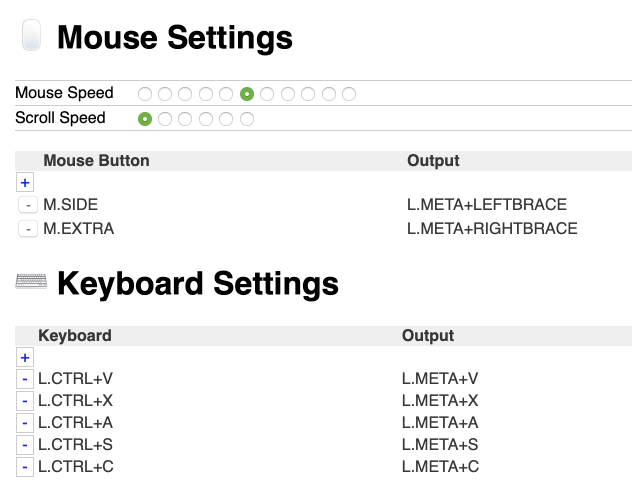 Mouse Settings
Mouse Speed
Scroll Speed
Mouse Button Output
+
- M.SIDE L.META+LEFTBRACE
- M.EXTRA L.META+RIGHTBRACE
Keyboard Settings
Keyboard Output
+
- L.CTRL+V L.META+V
- L.CTRL+X L.META+X
- L.CTRL+A L.META+A
- L.CTRL+S L.META+S
- L.CTRL+C L.META+C